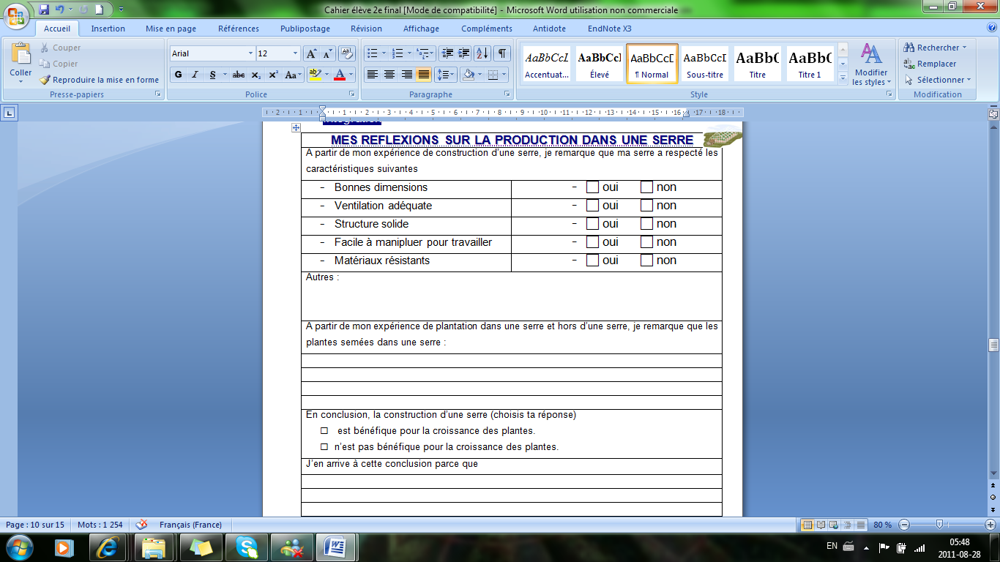 Cahier élève 2e final [Mode de compatibilité] - Microsoft Word utilisation non commerciale
Accueil Insertion Mise en page Références Publipostage Révision Affichage Compléments Antidote EndNote X3
Coller
Couper
Copier
Reproduire la mise en forme
Presse-papiers
Arial 12
G I S abc x₂ x² Aa
Police
Paragraphe
AaBbCcL AaBbCcI AaBbCcD AaBbCcD AaBbC AaBbC
Accentuat... Élevé ¶ Normal Sous-titre Titre Titre 1
Modifier
les styles
Style
Rechercher
Remplacer
Sélectionner
Modification
2 1 1 2 3 4 5 6 7 8 9 10 11 12 13 14 15 16 17 18
MES REFLEXIONS SUR LA PRODUCTION DANS UNE SERRE
A partir de mon expérience de construction d’une serre, je remarque que ma serre a respecté les
caractéristiques suivantes
- Bonnes dimensions - oui non
- Ventilation adéquate - oui non
- Structure solide - oui non
- Facile à manipluer pour travailler - oui non
- Matériaux résistants - oui non
Autres :
A partir de mon expérience de plantation dans une serre et hors d’une serre, je remarque que les
plantes semées dans une serre :
En conclusion, la construction d’une serre (choisis ta réponse)
est bénéfique pour la croissance des plantes.
n’est pas bénéfique pour la croissance des plantes.
J’en arrive à cette conclusion parce que
Page : 10 sur 15 Mots : 1 254 Français (France) 80 %
EN 05:48
2011-08-28